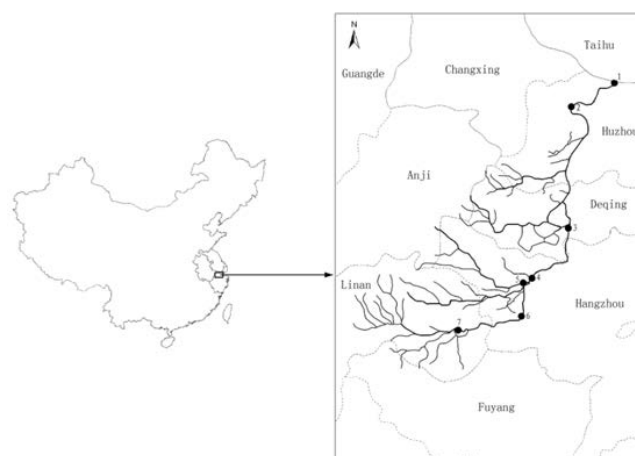 N
Taihu
Guangde
Changxing
1
2
Huzhou
Anji
Deqing
3
Linan
5
4
Hangzhou
7
6
Fuyang